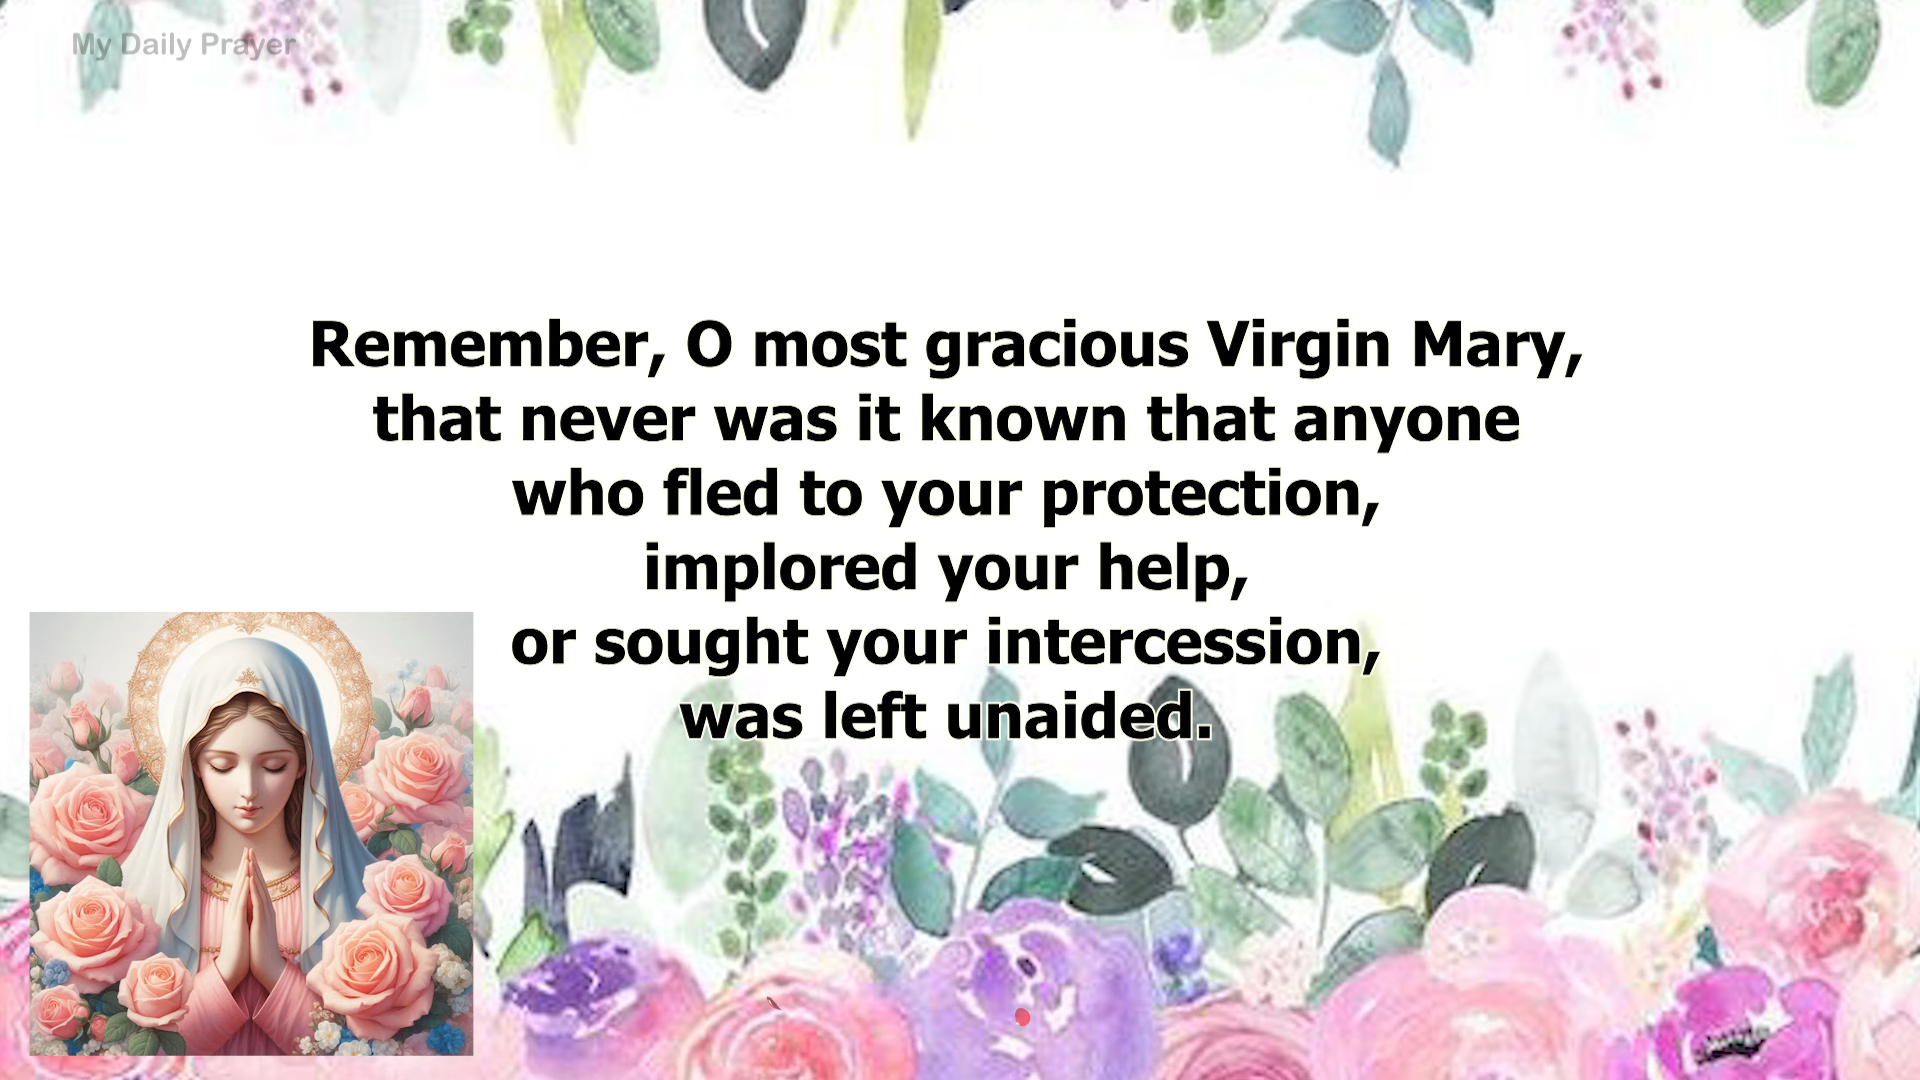 My Daily Prayer
Remember, O most gracious Virgin Mary,
that never was it known that anyone
who fled to your protection,
implored your help,
or sought your intercession,
was left unaided.